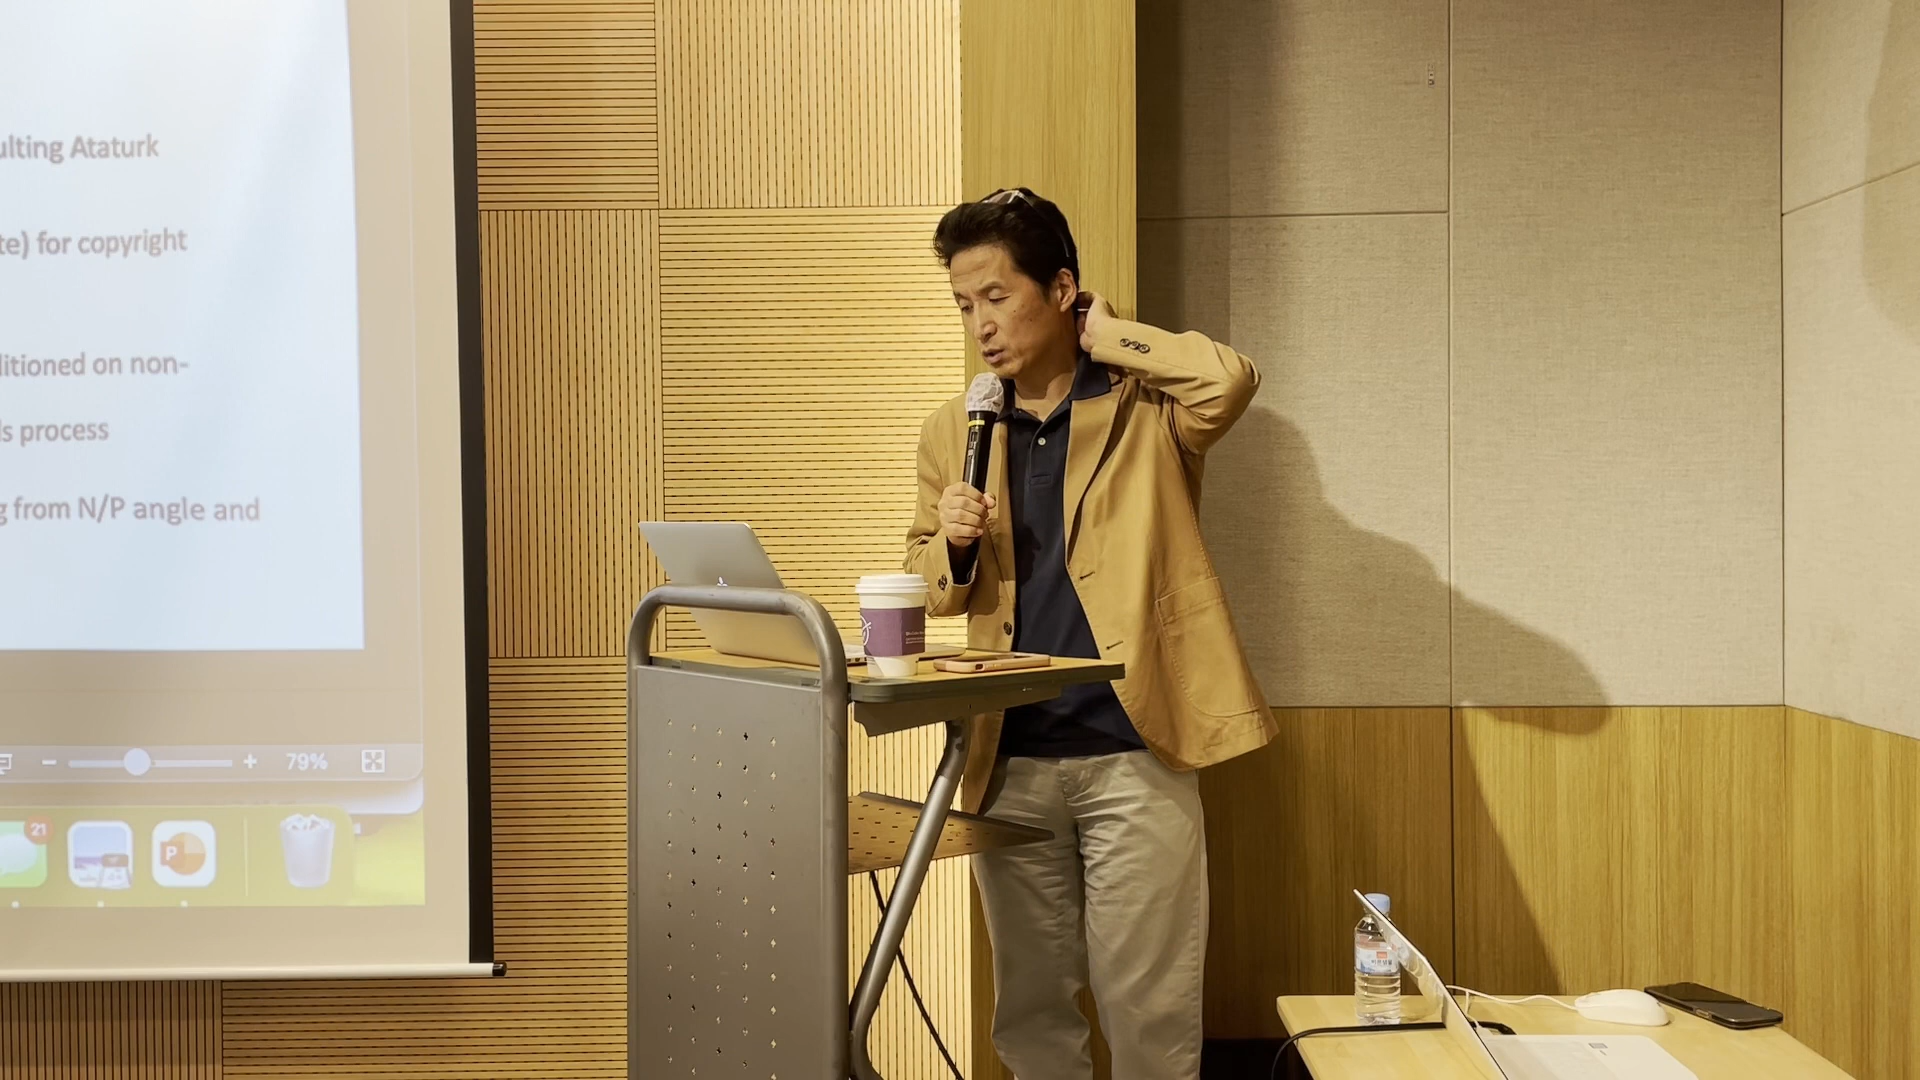 ulting Ataturk
te) for copyright
litioned on non-
ls process
g from N/P angle and
79%
21
P